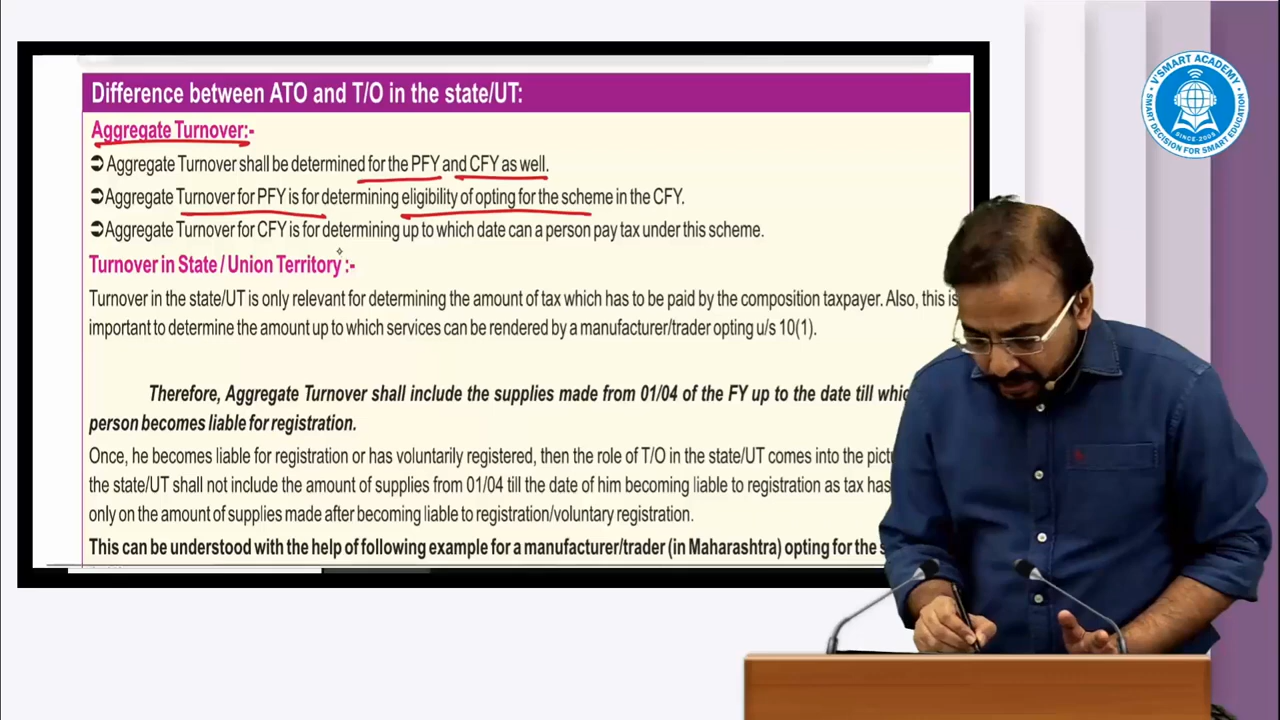 Difference between ATO and T/O in the state/UT:
Aggregate Turnover:-
➲ Aggregate Turnover shall be determined for the PFY and CFY as well.
➲Aggregate Turnover for PFY is for determining eligibility of opting for the scheme in the CFY.
➲Aggregate Turnover for CFY is for determining up to which date can a person pay tax under this scheme.
Turnover in State / Union Territory :-
Turnover in the state/UT is only relevant for determining the amount of tax which has to be paid by the composition taxpayer. Also, this is
important to determine the amount up to which services can be rendered by a manufacturer/trader opting u/s 10(1).
Therefore, Aggregate Turnover shall include the supplies made from 01/04 of the FY up to the date till
person becomes liable for registration.
Once, he becomes liable for registration or has voluntarily registered, then the role of T/O in the state/UT comes into the
the state/UT shall not include the amount of supplies from 01/04 till the date of him becoming liable to registration as tax has
only on the amount of supplies made after becoming liable to registration/voluntary registration.
This can be understood with the help of following example for a manufacturer/trader (in Maharashtra) opting for the
V'SMART ACADEMY
SINCE-2005
SMART DECISION FOR SMART EDUCATION